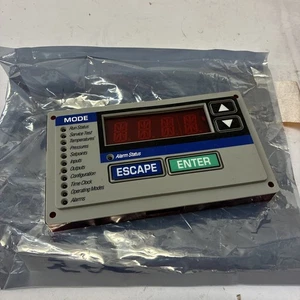 MODE
Run Status
Service Test
Temperatures
Pressures
Setpoints
Inputs
Outputs
Configuration
Time Clock
Operating Modes
Alarms
Alarm Status
ESCAPE
ENTER